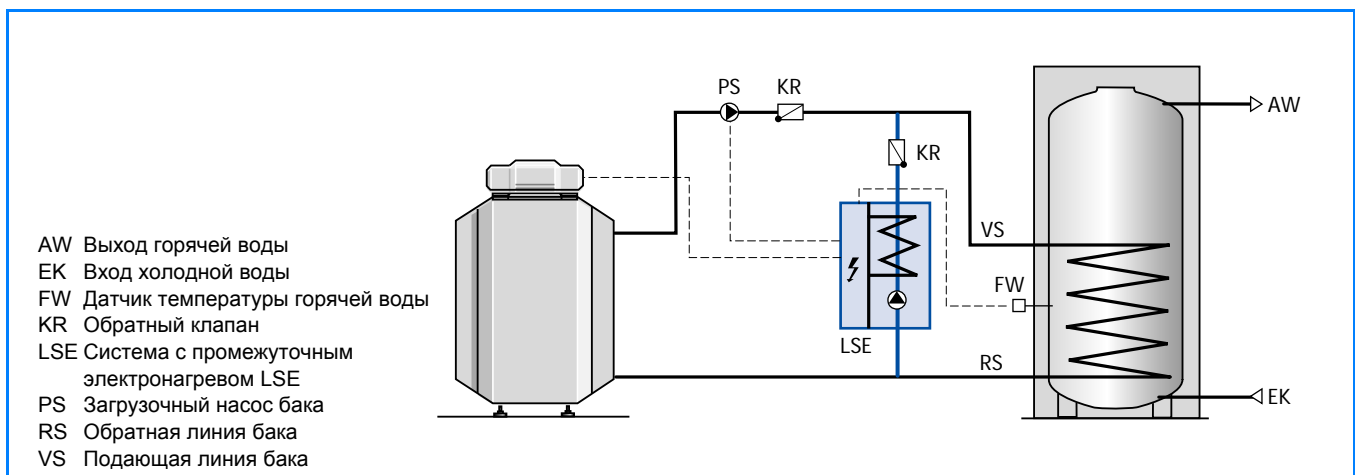 PS
KR
AW
KR
VS
FW
LSE
RS
EK
AW Выход горячей воды
EK Вход холодной воды
FW Датчик температуры горячей воды
KR Обратный клапан
LSE Система с промежуточным
электронагревом LSE
PS Загрузочный насос бака
RS Обратная линия бака
VS Подающая линия бака